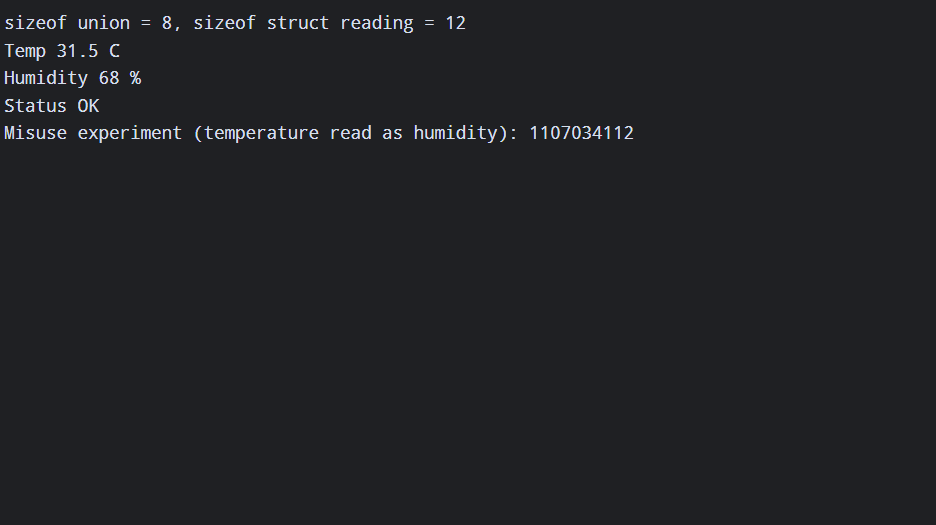 sizeof union = 8, sizeof struct reading = 12
Temp 31.5 C
Humidity 68 %
Status OK
Misuse experiment (temperature read as humidity): 1107034112